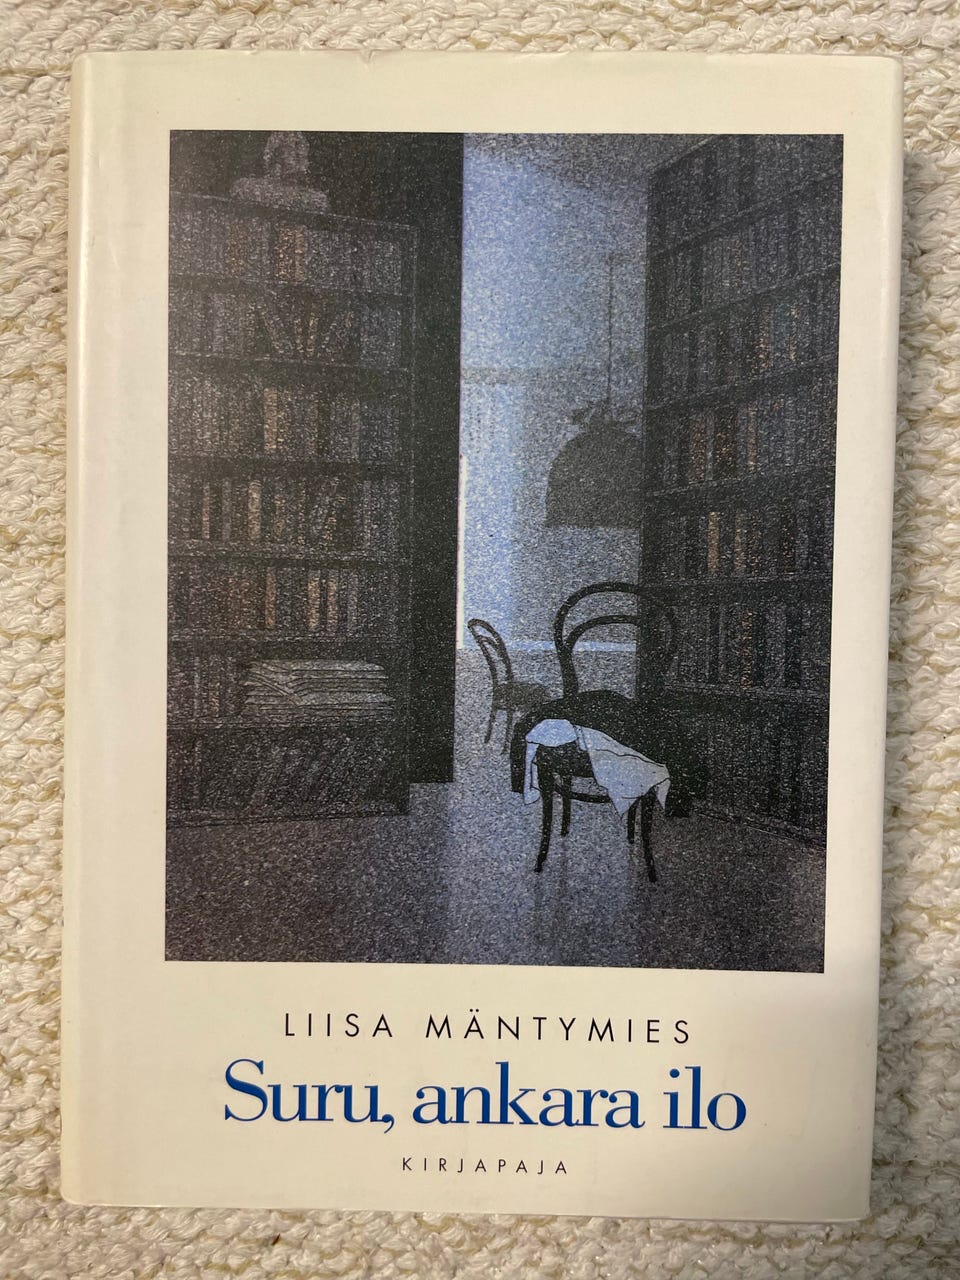 LIISA MÄNTYMIES
Suru, ankara ilo
KIRJAPAJA